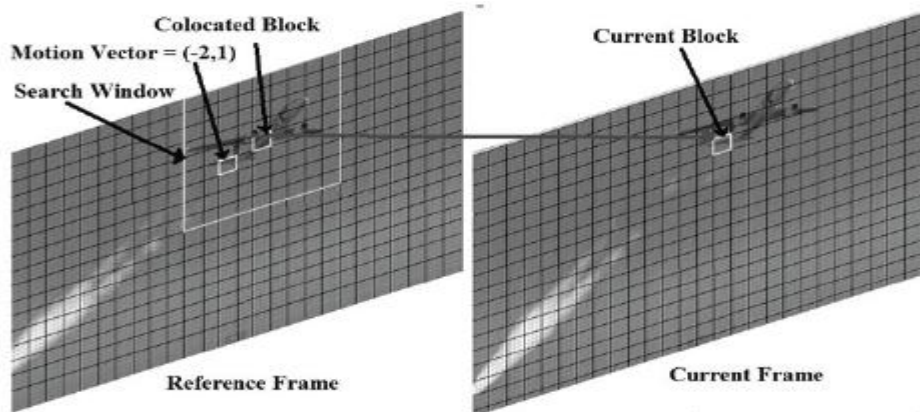 Colocated Block
Motion Vector = (-2,1)
Search Window
Current Block
Reference Frame
Current Frame